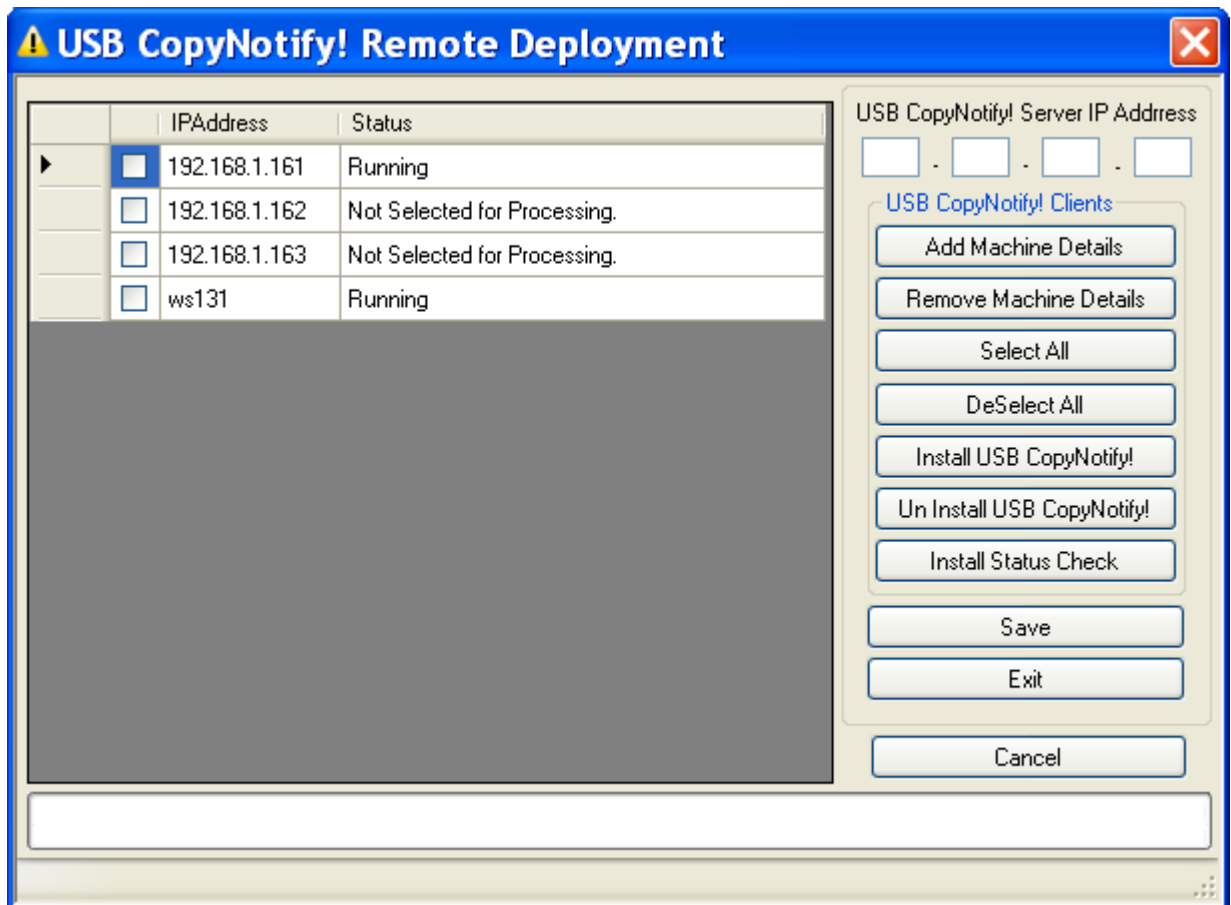 USB CopyNotify! Remote Deployment
IPAddress Status
192.168.1.161 Running
192.168.1.162 Not Selected for Processing.
192.168.1.163 Not Selected for Processing.
ws131 Running
USB CopyNotify! Server IP Addrress
. . .
USB CopyNotify! Clients
Add Machine Details
Remove Machine Details
Select All
DeSelect All
Install USB CopyNotify!
Un Install USB CopyNotify!
Install Status Check
Save
Exit
Cancel